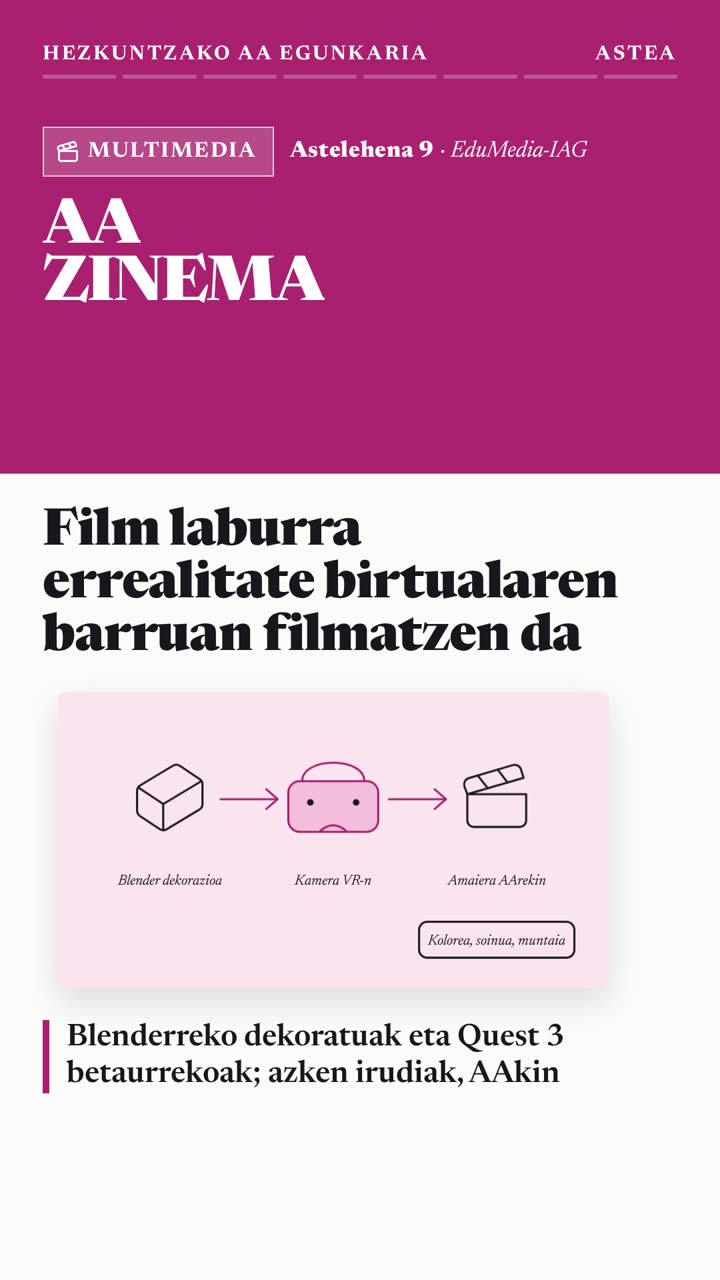 HEZKUNTZAKO AA EGUNKARIA
ASTEA
MULTIMEDIA
Astelehena 9 · EduMedia-IAG
AA
ZINEMA
Film laburra
errealitate birtualaren
barruan filmatzen da
Blender dekorazioa
Kamera VR-n
Amaiera AArekin
Kolorea, soinua, muntaia
Blenderreko dekoratuak eta Quest 3
betaurrekoak; azken irudiak, AAkin